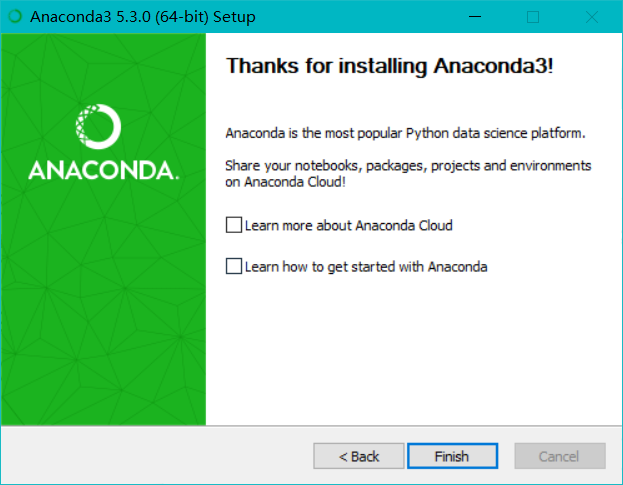 Anaconda3 5.3.0 (64-bit) Setup
Thanks for installing Anaconda3!
ANACONDA.
Anaconda is the most popular Python data science platform.
Share your notebooks, packages, projects and environments
on Anaconda Cloud!
Learn more about Anaconda Cloud
Learn how to get started with Anaconda
< Back
Finish
Cancel